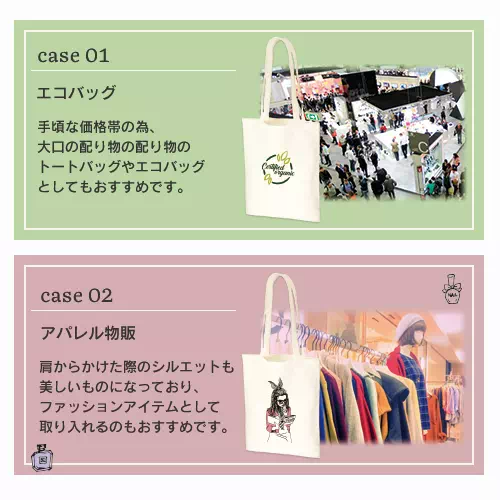 case 01
エコバッグ
手頃な価格帯の為、
大口の配り物の配り物の
トートバッグやエコバッグ
としてもおすすめです。
Certified
organic
case 02
アパレル物販
肩からかけた際のシルエットも
美しいものになっており、
ファッションアイテムとして
取り入れるのもおすすめです。